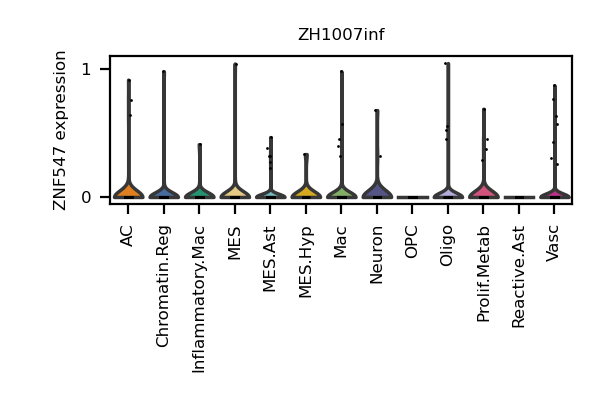 ZH1007inf
ZNF547 expression
1
0
AC
Chromatin.Reg
Inflammatory.Mac
MES
MES.Ast
MES.Hyp
Mac
Neuron
OPC
Oligo
Prolif.Metab
Reactive.Ast
Vasc